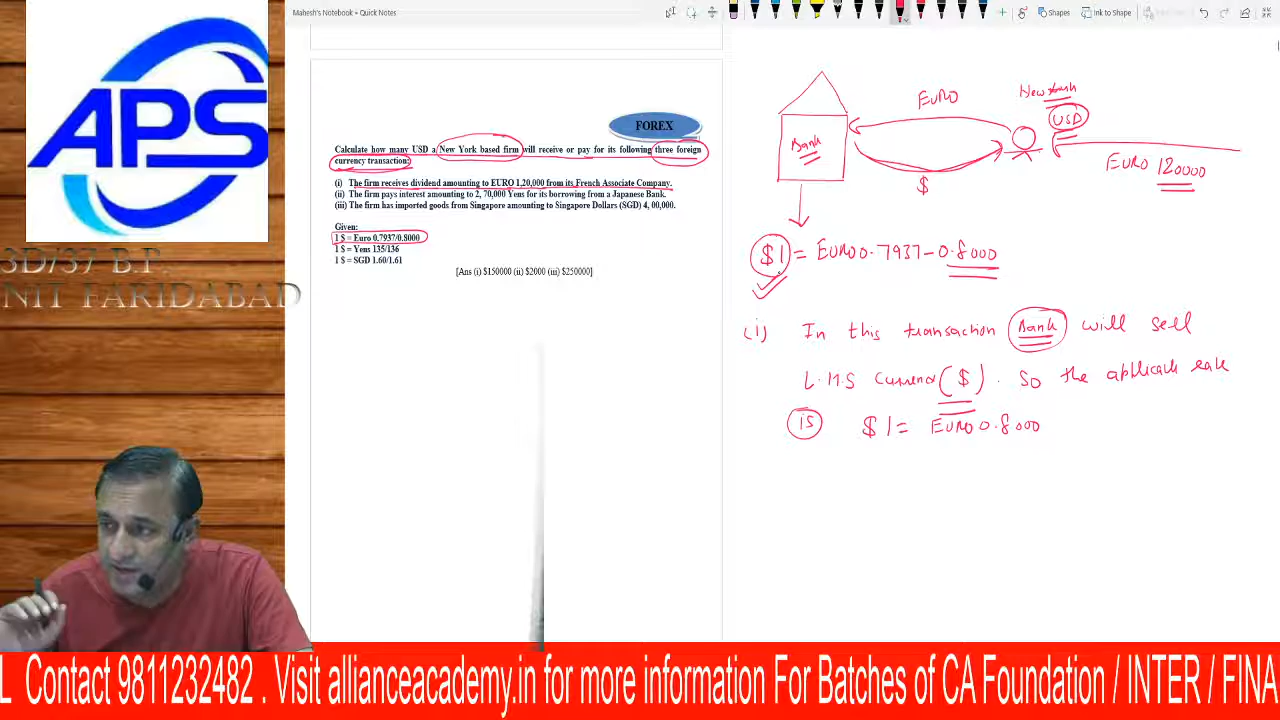 Mahesh's Notebook » Quick Notes
Shapes
Ink to Shape
APS
3D/37 B.P.
NIT FARIDABAD
FOREX
Calculate how many USD a New York based firm will receive or pay for its following three foreign
currency transaction:
(i) The firm receives dividend amounting to EURO 1,20,000 from its French Associate Company.
(ii) The firm pays interest amounting to 2, 70,000 Yens for its borrowing from a Japanese Bank.
(iii) The firm has imported goods from Singapore amounting to Singapore Dollars (SGD) 4, 00,000.
Given:
1 $ = Euro 0.7937/0.8000
1 $ = Yens 135/136
1 $ = SGD 1.60/1.61
[Ans (i) $150000 (ii) $2000 (iii) $250000]
EURO
USD
Bank
EURO 120000
$
$1 = EURO 0.7937-0.8000
(i) In this transaction Bank will sell
L.H.S currency ($). So the
is $1= EURO 0.8000
L Contact 9811232482 . Visit allianceacademy.in for more information For Batches of CA Foundation / INTER / FINA